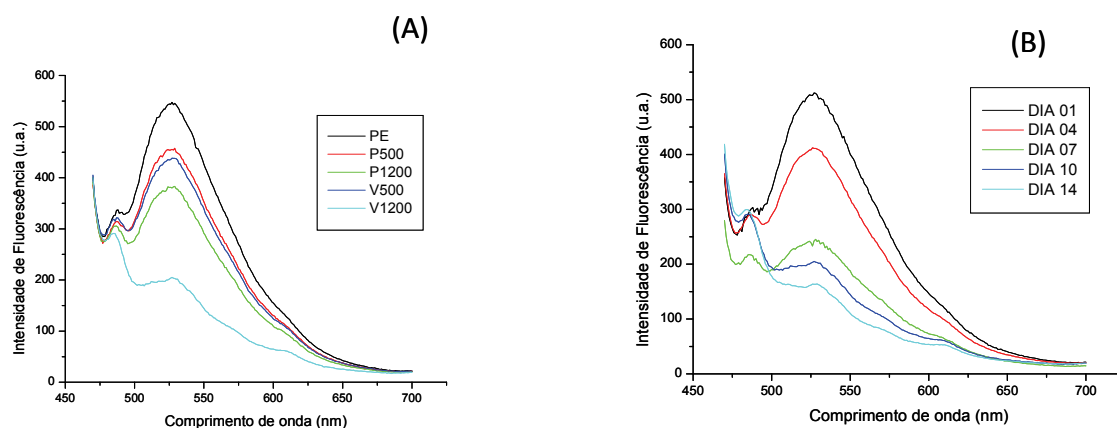 (A)
600
500
400
300
200
100
0
450
500
550
600
650
700
Intensidade de Fluorescência (u.a.)
Comprimento de onda (nm)
PE
P500
P1200
V500
V1200
(B)
600
500
400
300
200
100
0
450
500
550
600
650
700
Intensidade de Fluorescência (u.a.)
Comprimento de onda (nm)
DIA 01
DIA 04
DIA 07
DIA 10
DIA 14